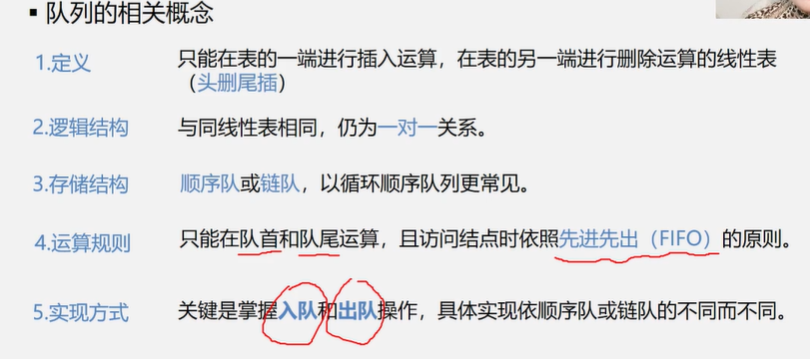 ▪ 队列的相关概念
1.定义 只能在表的一端进行插入运算，在表的另一端进行删除运算的线性表
（头删尾插）
2.逻辑结构 与同线性表相同，仍为一对一关系。
3.存储结构 顺序队或链队，以循环顺序队列更常见。
4.运算规则 只能在队首和队尾运算，且访问结点时依照先进先出（FIFO）的原则。
5.实现方式 关键是掌握入队和出队操作，具体实现依顺序队或链队的不同而不同。